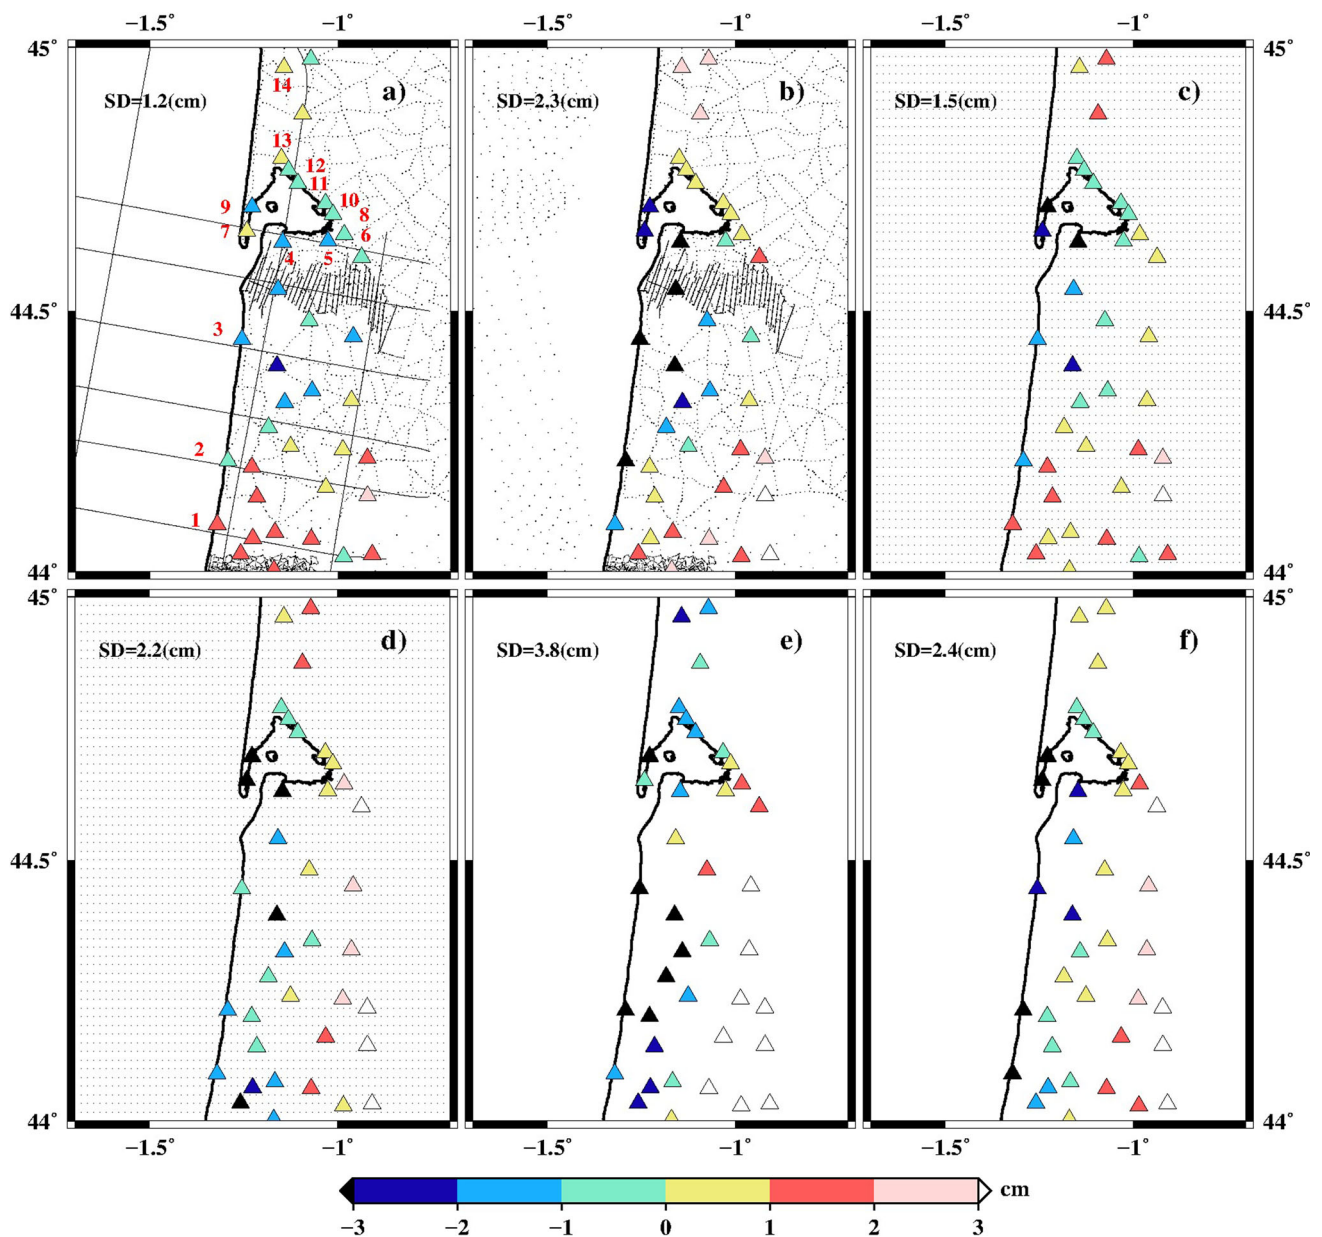 −1.5° −1° −1.5° −1° −1.5° −1°
45° 45°
SD=1.2(cm) a) SD=2.3(cm) b) SD=1.5(cm) c)
14
13
12
11
9 10
7 8
6
4 5
44.5° 44.5°
3
2
1
44° 44°
45° 45°
SD=2.2(cm) d) SD=3.8(cm) e) SD=2.4(cm) f)
44.5° 44.5°
44° 44°
−1.5° −1° −1.5° −1° −1.5° −1°
cm
−3 −2 −1 0 1 2 3